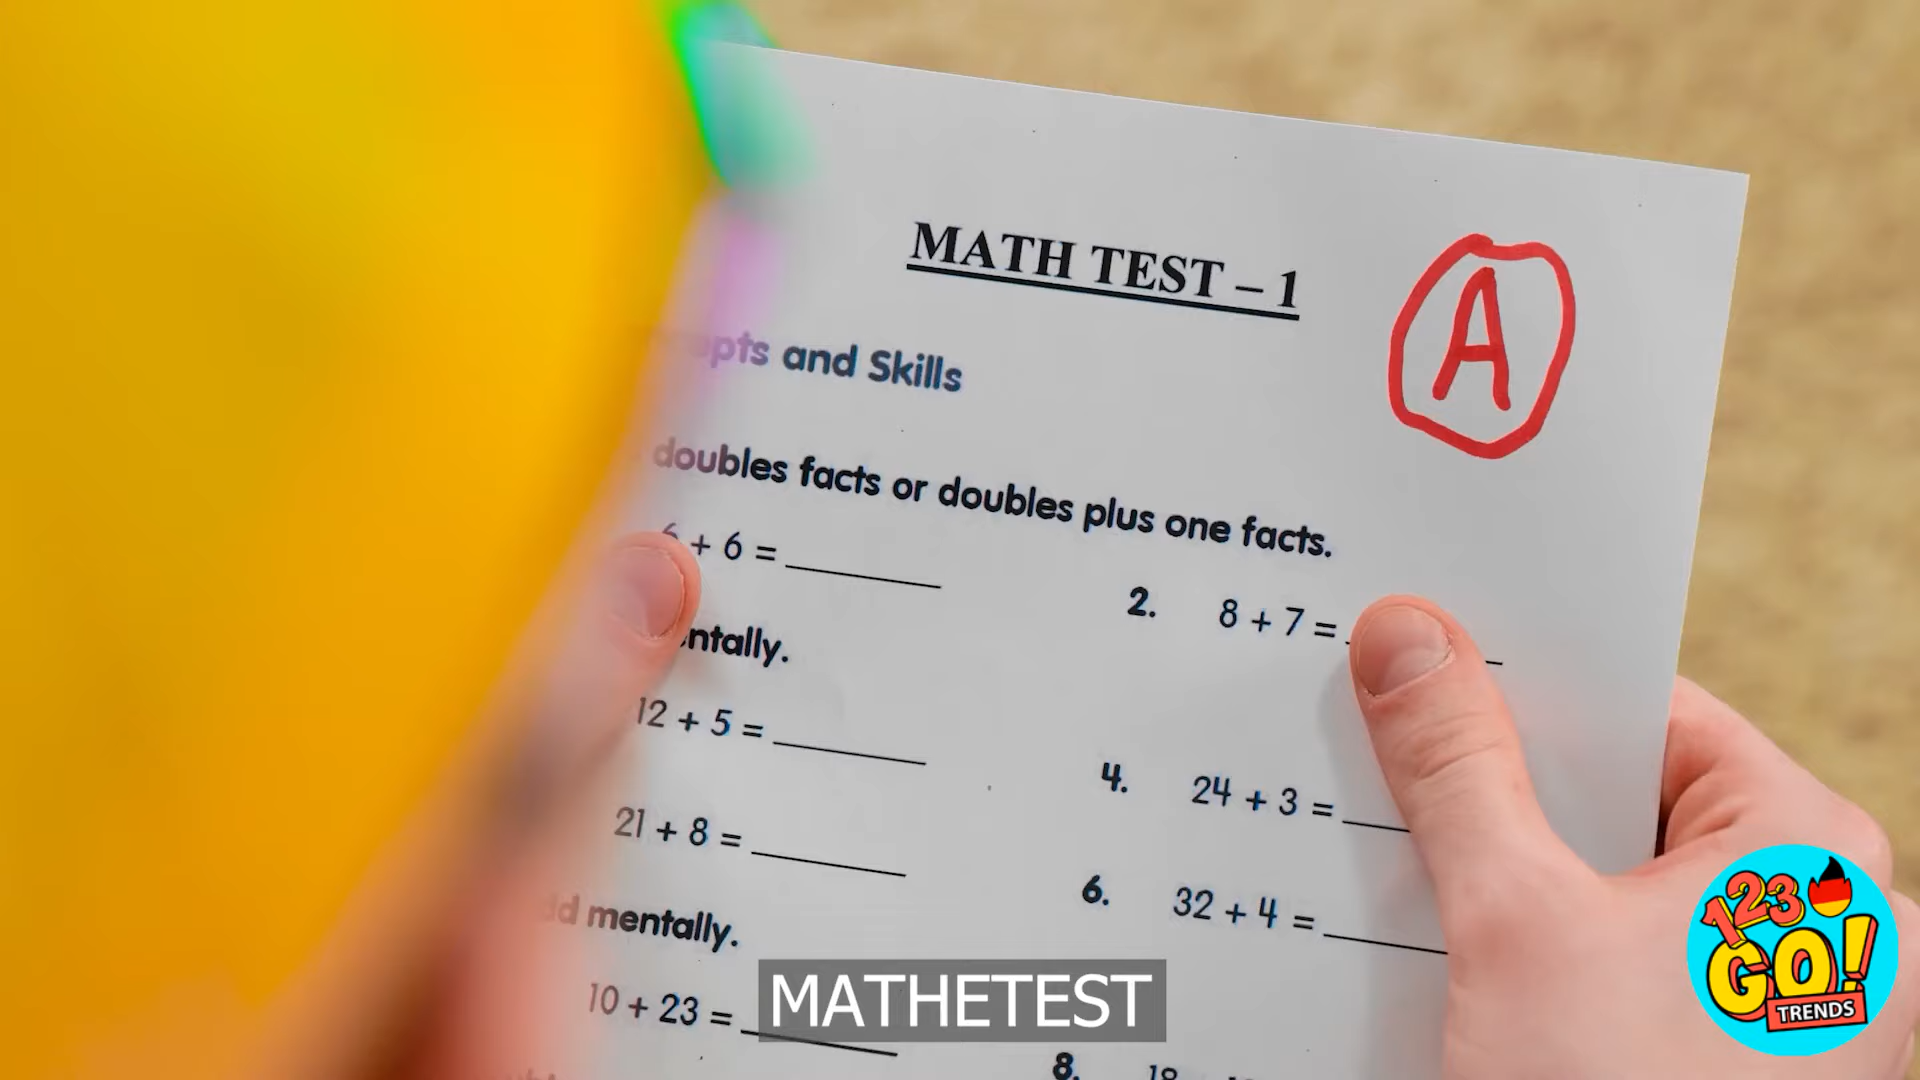 MATH TEST – 1
A
and Skills
doubles facts or doubles plus one facts.
6 + 6 =
2. 8 + 7 =
12 + 5 =
4. 24 + 3 =
21 + 8 =
6. 32 + 4 =
mentally.
10 + 23 =
8.
MATHETEST
123
GO!
TRENDS